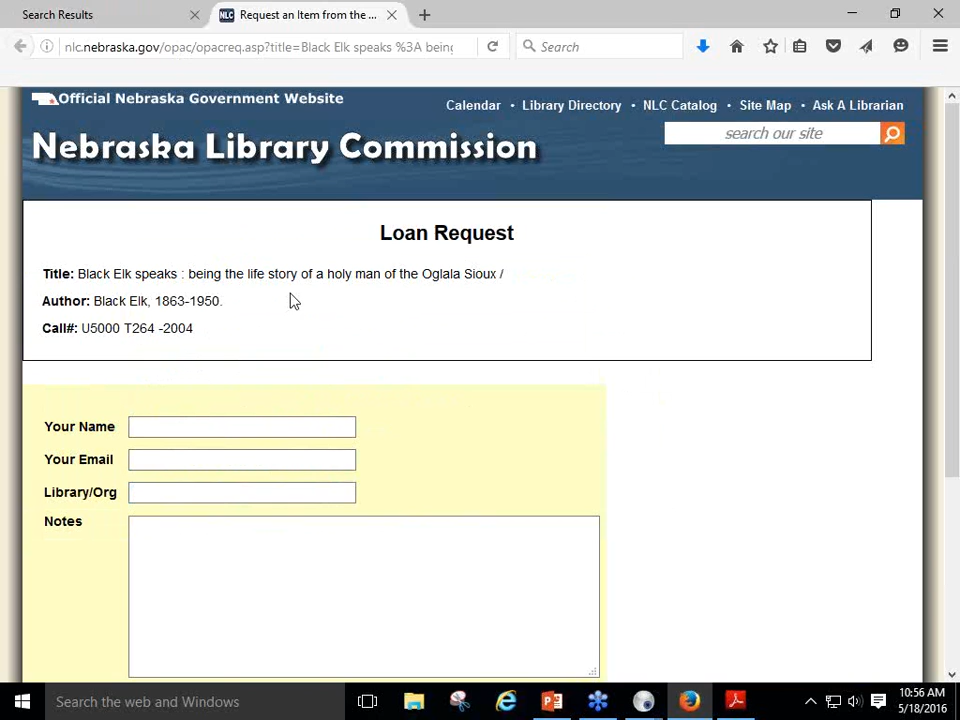 Search Results
NLC Request an Item from the ...
nlc.nebraska.gov/opac/opacreq.asp?title=Black Elk speaks %3A being
Search
Official Nebraska Government Website
Calendar • Library Directory • NLC Catalog • Site Map • Ask A Librarian
Nebraska Library Commission
search our site
Loan Request
Title: Black Elk speaks : being the life story of a holy man of the Oglala Sioux /
Author: Black Elk, 1863-1950.
Call#: U5000 T264 -2004
Your Name
Your Email
Library/Org
Notes
Search the web and Windows
10:56 AM
5/18/2016